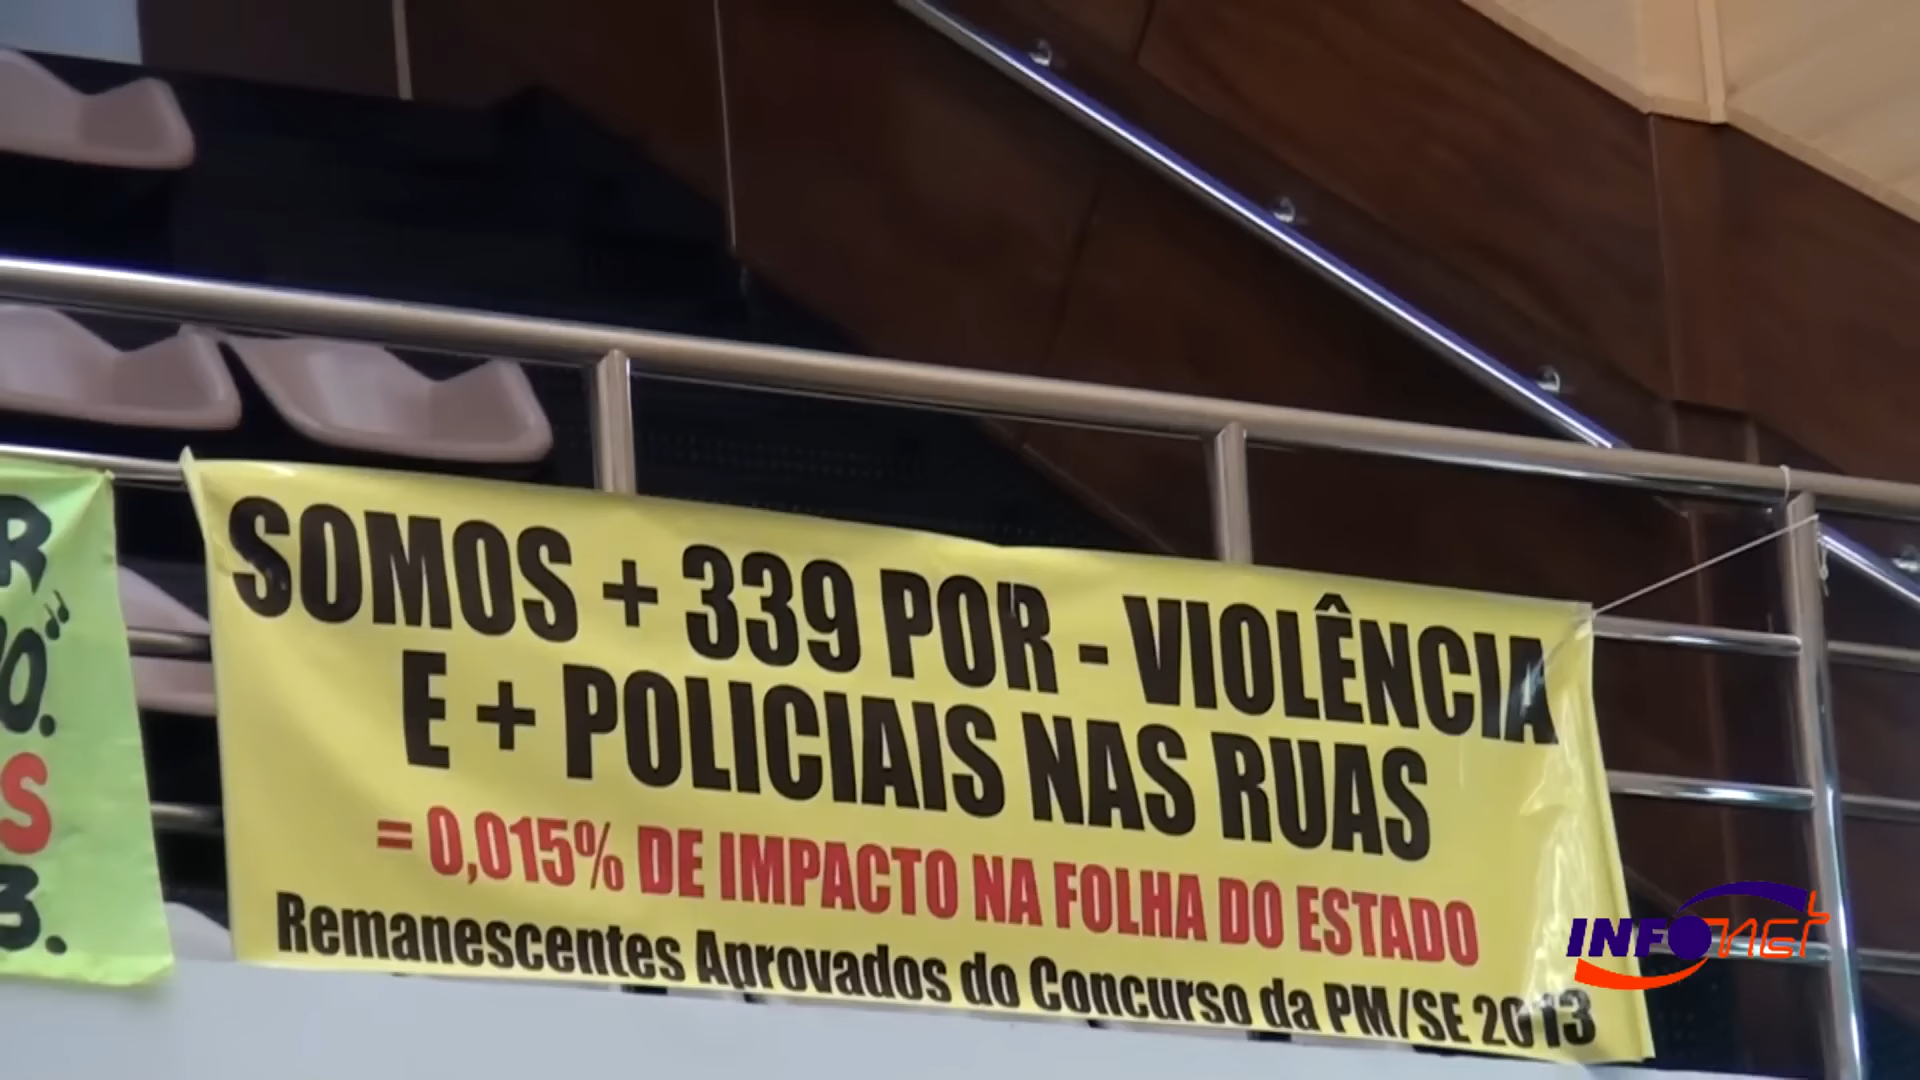 SOMOS + 339 POR - VIOLÊNCIA
E + POLICIAIS NAS RUAS
= 0,015% DE IMPACTO NA FOLHA DO ESTADO
Remanescentes Aprovados do Concurso da PM/SE 2013
R
O.
S
3.
INFONET